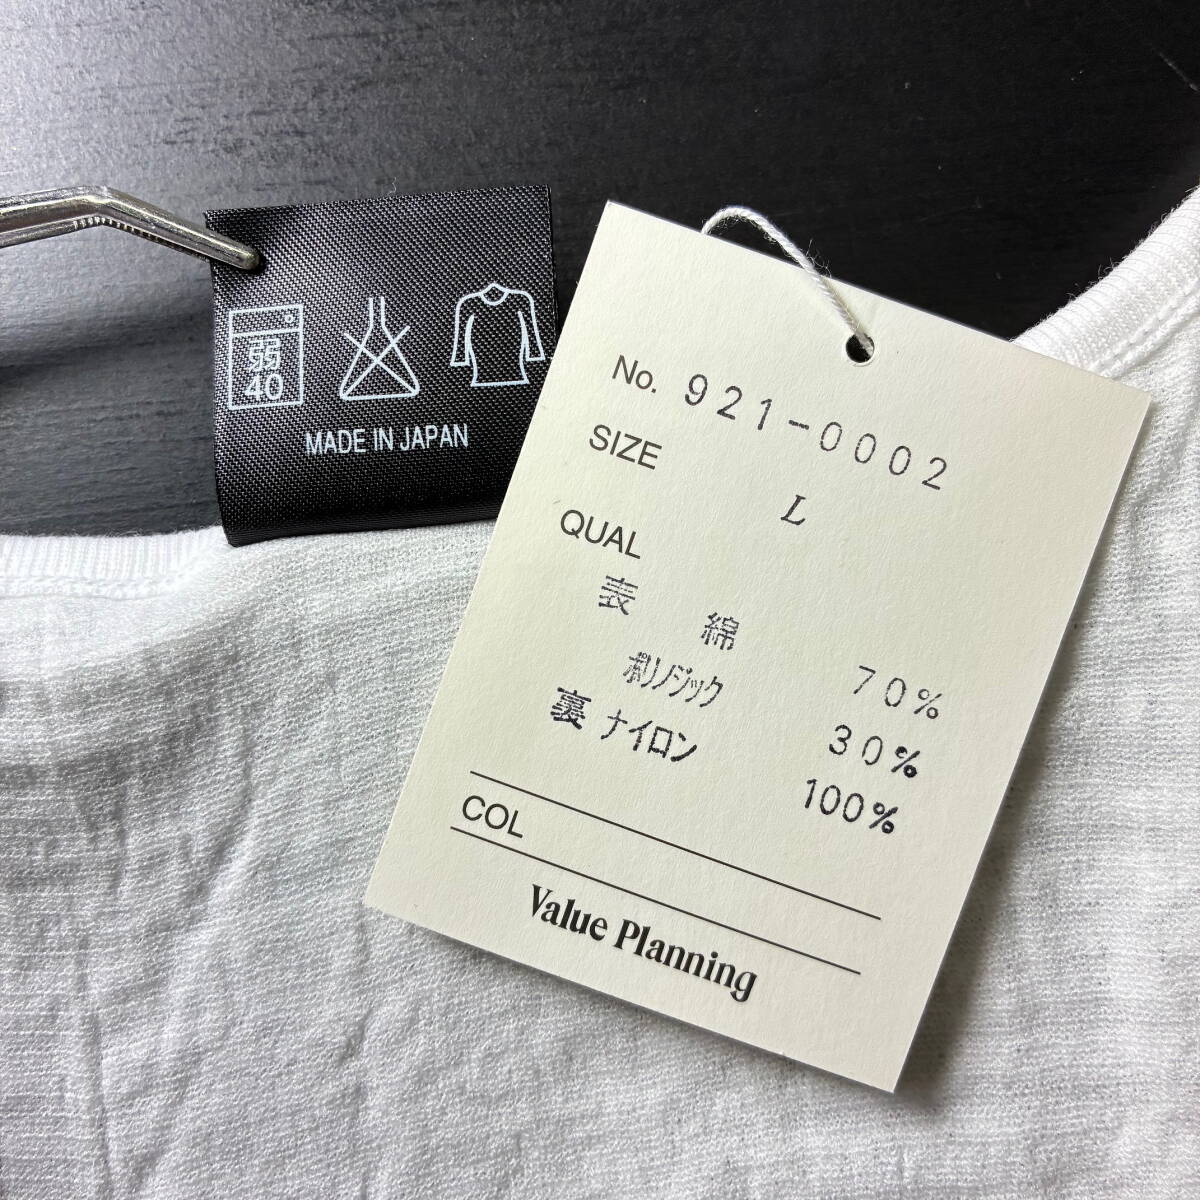 弱
40
MADE IN JAPAN
No. 921-0002
SIZE L
QUAL
表 綿 70%
ポリノジック 30%
裏 ナイロン 100%
COL
Value Planning